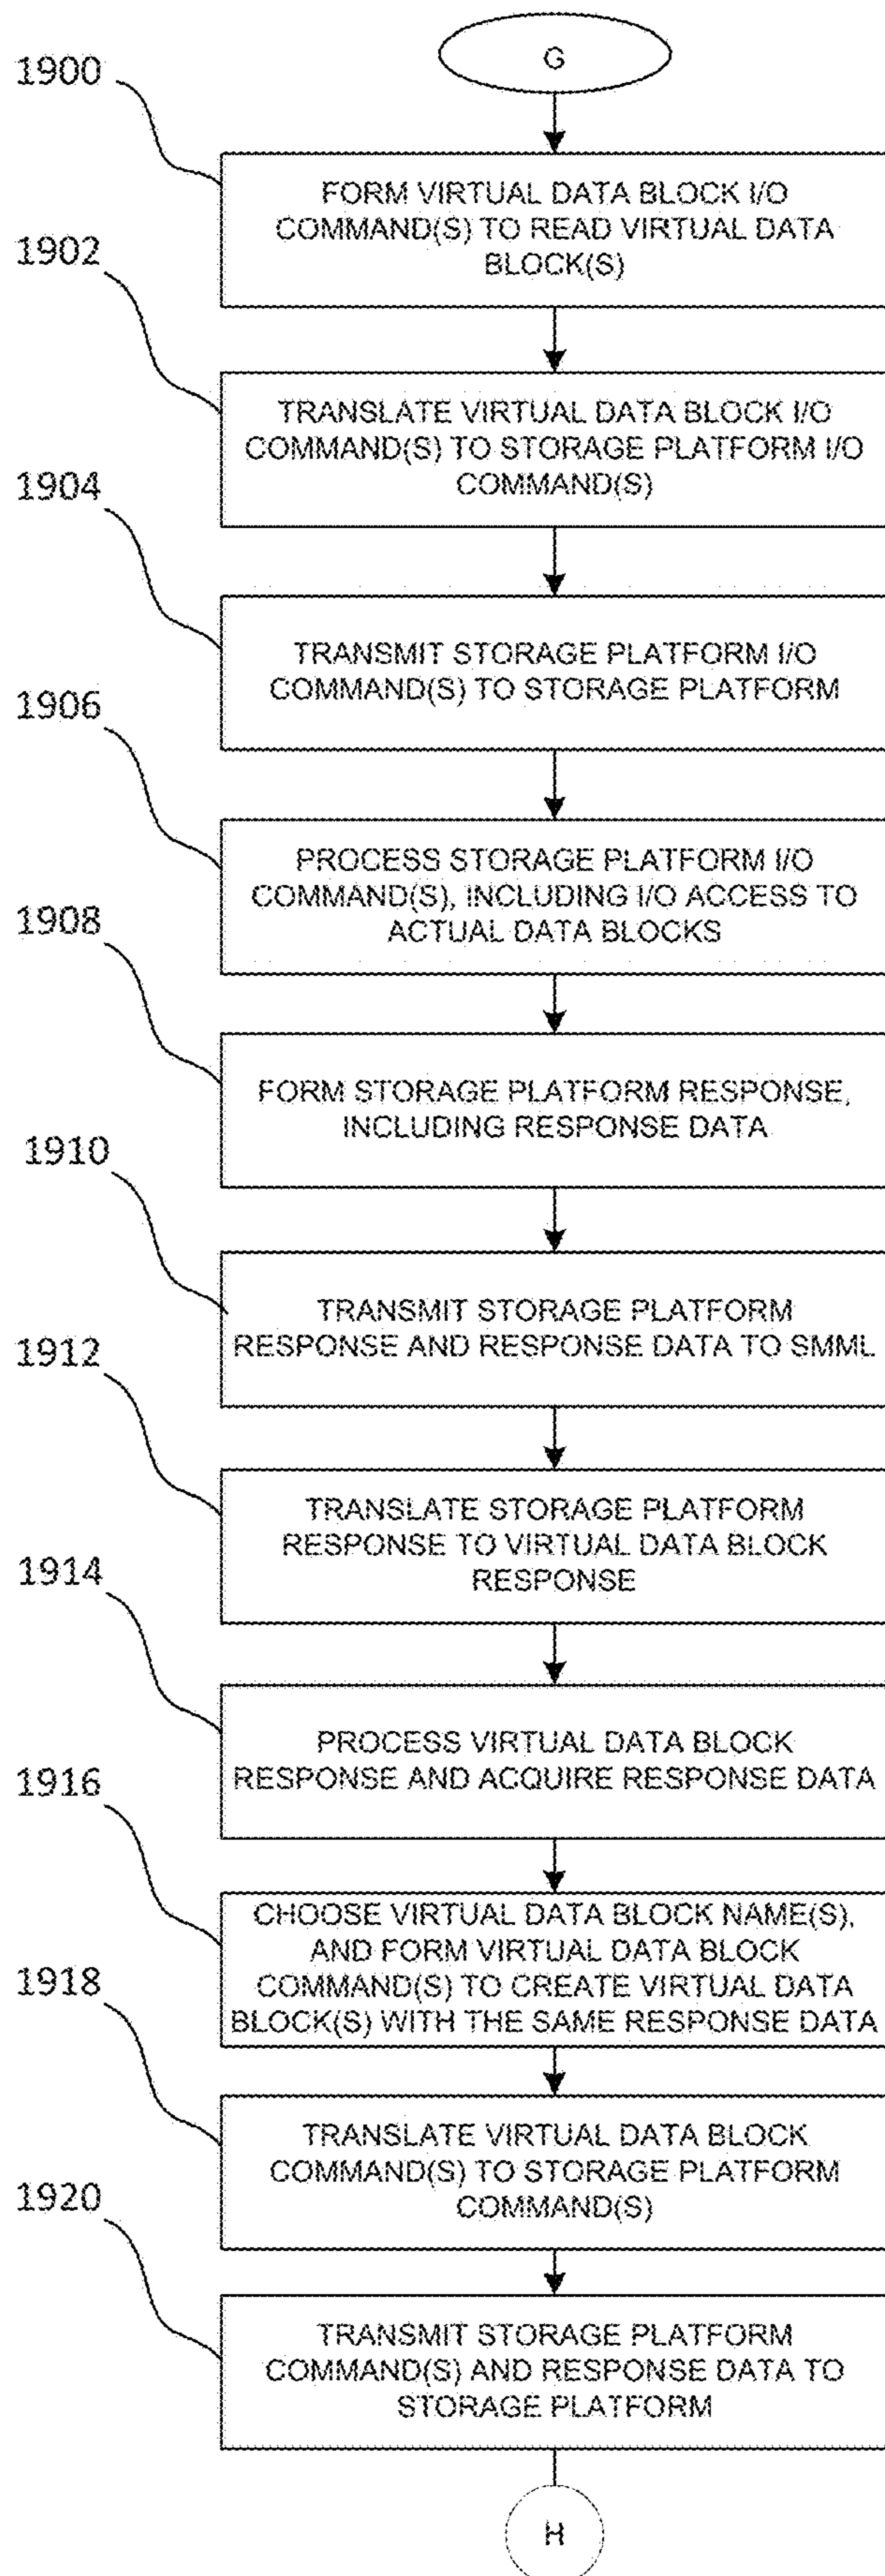 G
1900
FORM VIRTUAL DATA BLOCK I/O
COMMAND(S) TO READ VIRTUAL DATA
BLOCK(S)
1902
TRANSLATE VIRTUAL DATA BLOCK I/O
COMMAND(S) TO STORAGE PLATFORM I/O
COMMAND(S)
1904
TRANSMIT STORAGE PLATFORM I/O
COMMAND(S) TO STORAGE PLATFORM
1906
PROCESS STORAGE PLATFORM I/O
COMMAND(S), INCLUDING I/O ACCESS TO
ACTUAL DATA BLOCKS
1908
FORM STORAGE PLATFORM RESPONSE,
INCLUDING RESPONSE DATA
1910
TRANSMIT STORAGE PLATFORM
RESPONSE AND RESPONSE DATA TO SMML
1912
TRANSLATE STORAGE PLATFORM
RESPONSE TO VIRTUAL DATA BLOCK
RESPONSE
1914
PROCESS VIRTUAL DATA BLOCK
RESPONSE AND ACQUIRE RESPONSE DATA
1916
CHOOSE VIRTUAL DATA BLOCK NAME(S),
AND FORM VIRTUAL DATA BLOCK
COMMAND(S) TO CREATE VIRTUAL DATA
BLOCK(S) WITH THE SAME RESPONSE DATA
1918
TRANSLATE VIRTUAL DATA BLOCK
COMMAND(S) TO STORAGE PLATFORM
COMMAND(S)
1920
TRANSMIT STORAGE PLATFORM
COMMAND(S) AND RESPONSE DATA TO
STORAGE PLATFORM
H